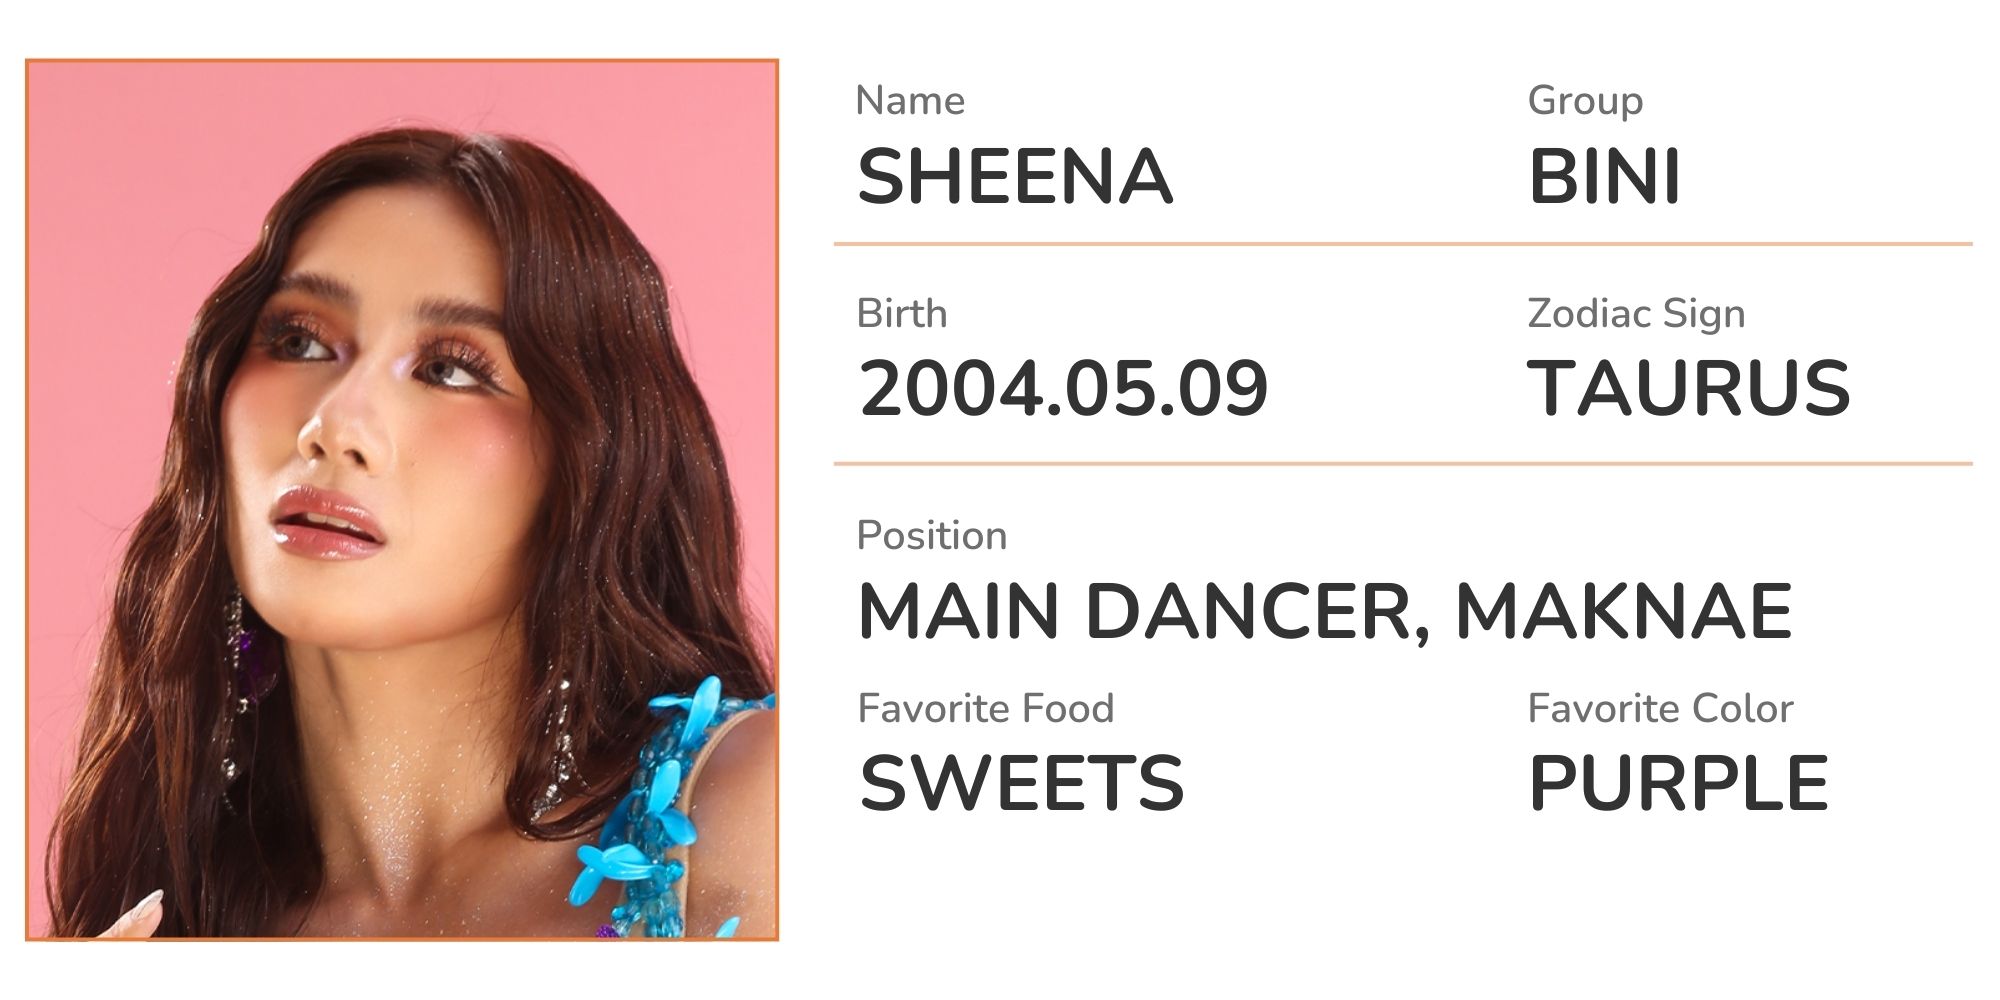 Name
SHEENA
Group
BINI
Birth
2004.05.09
Zodiac Sign
TAURUS
Position
MAIN DANCER, MAKNAE
Favorite Food
SWEETS
Favorite Color
PURPLE